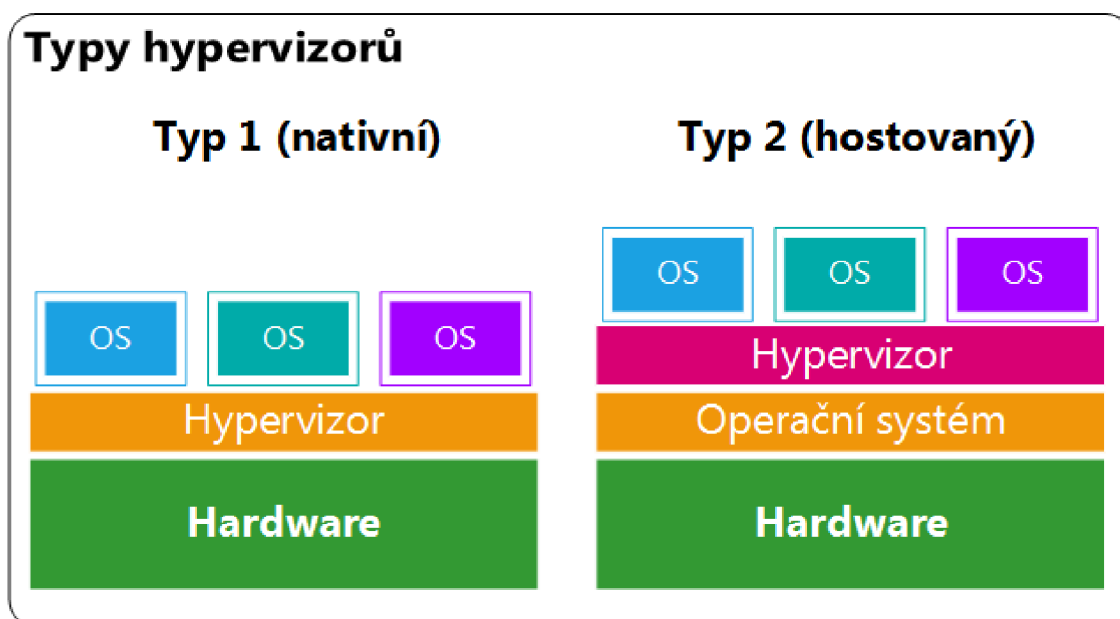 Typy hypervizorů
Typ 1 (nativní)
OS OS OS
Hypervizor
Hardware
Typ 2 (hostovaný)
OS OS OS
Hypervizor
Operační systém
Hardware